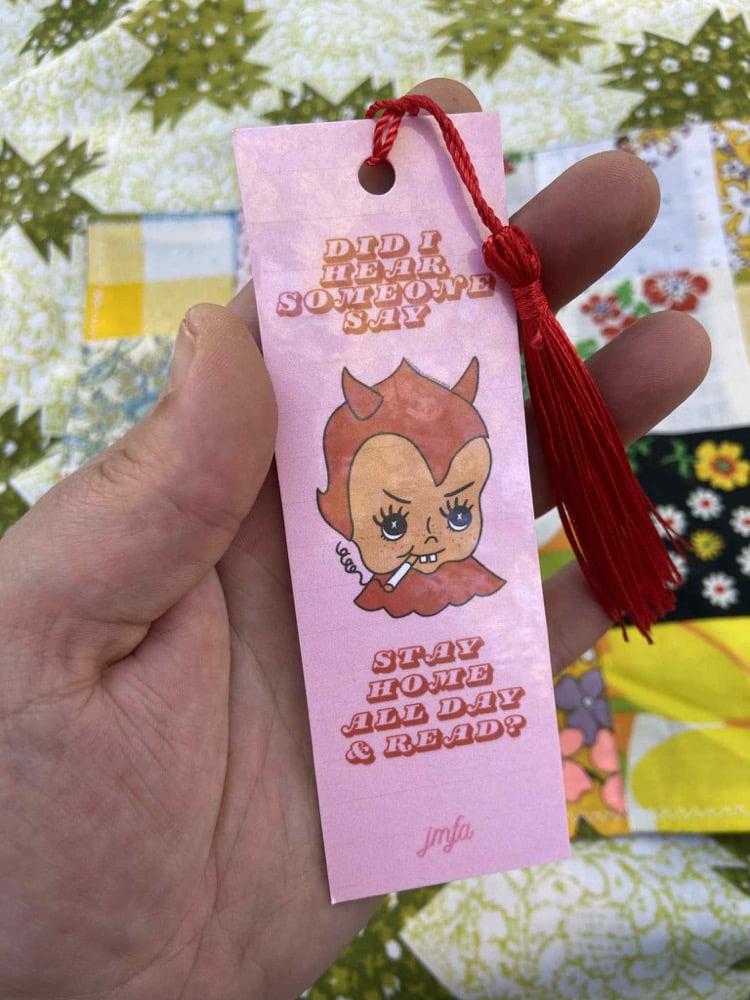 DID I
HEAR
SOMEONE
SAY
STAY
HOME
ALL DAY
& READ?
jmfa